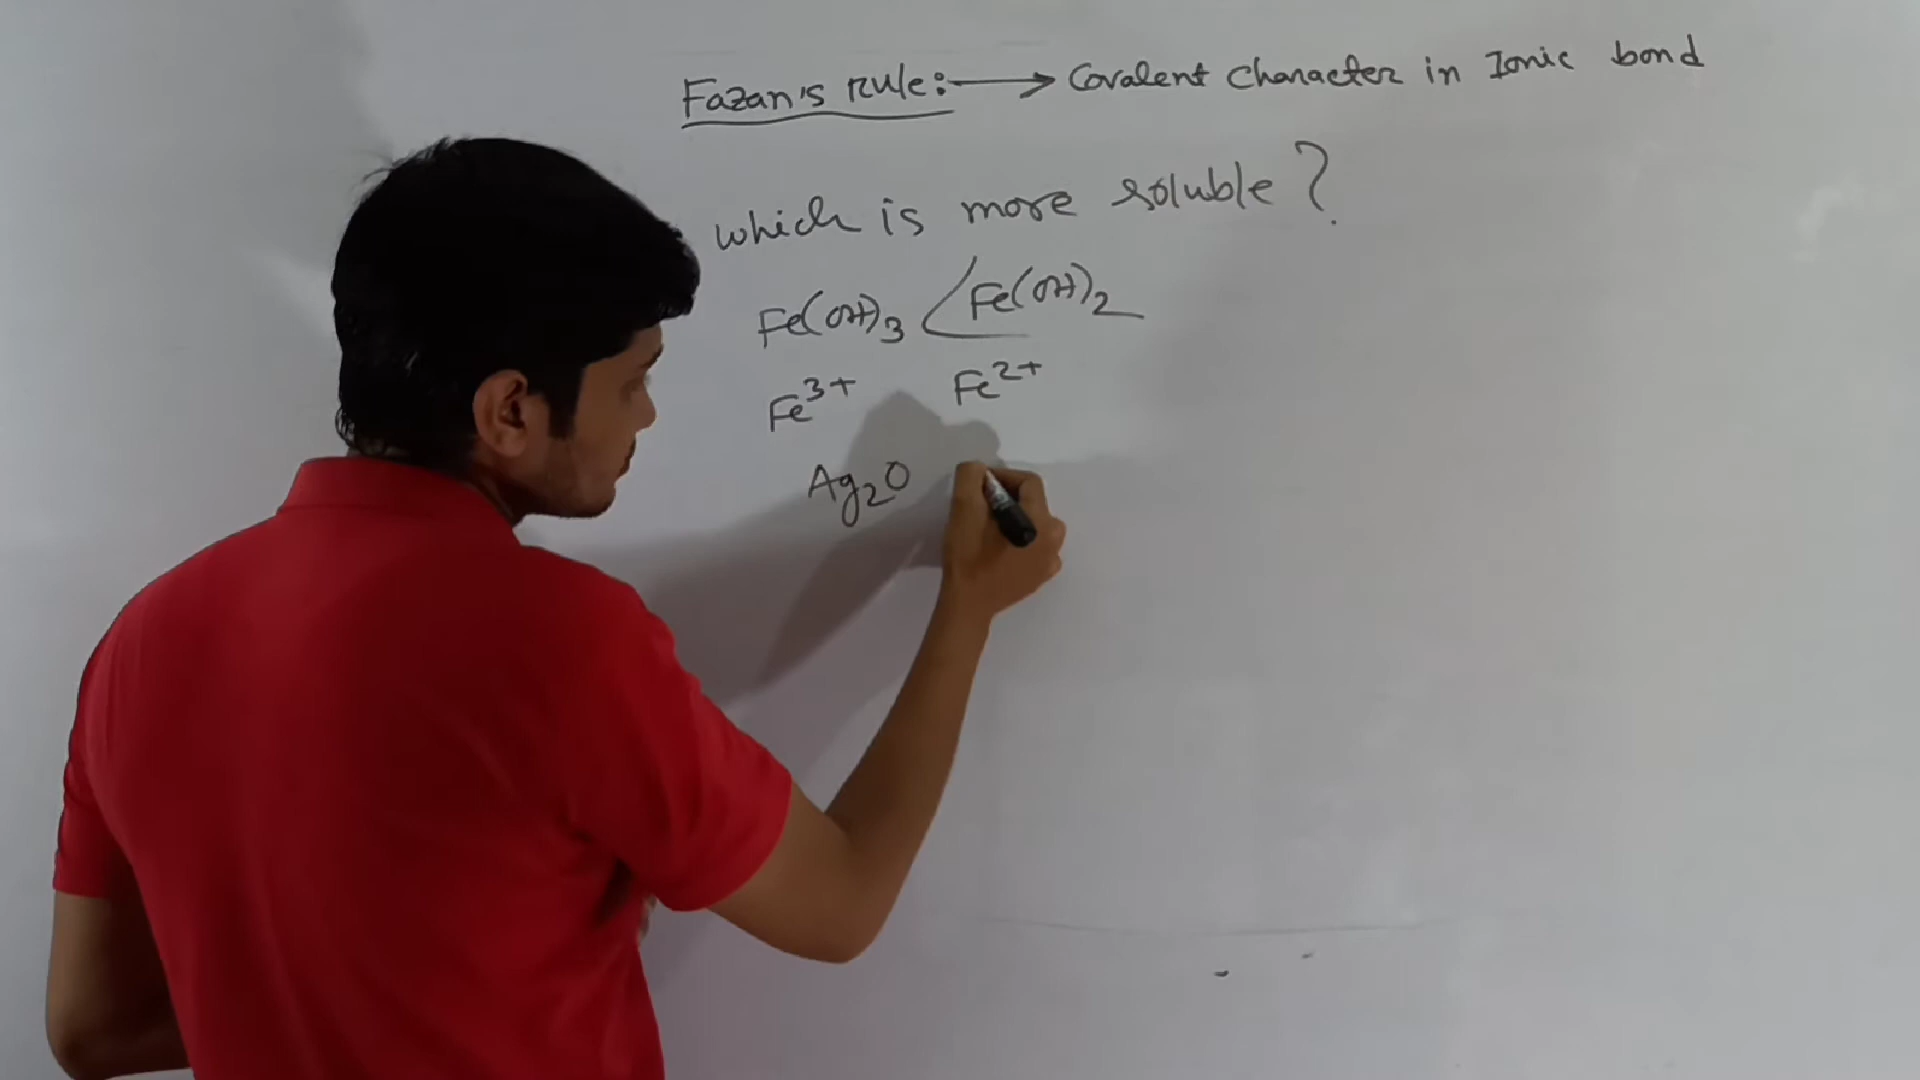 Fazan's Rule:→ Covalent Character in Ionic bond
which is more soluble?
Fe(OH)₃ < Fe(OH)₂
Fe³⁺ Fe²⁺
Ag₂O